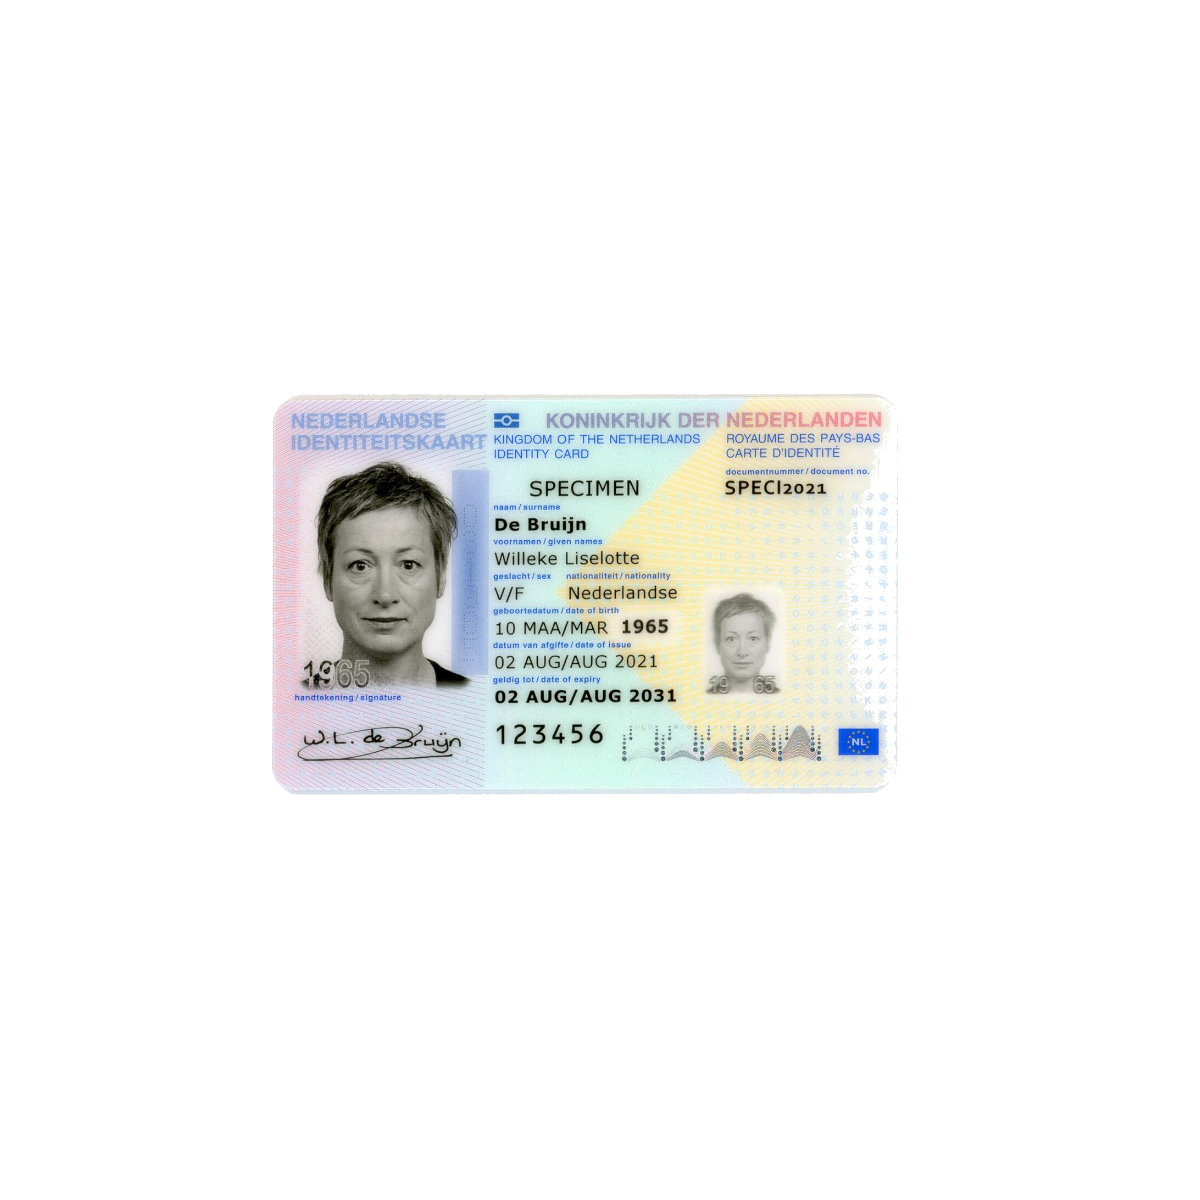 NEDERLANDSE
IDENTITEITSKAART
KONINKRIJK DER NEDERLANDEN
KINGDOM OF THE NETHERLANDS
IDENTITY CARD
ROYAUME DES PAYS-BAS
CARTE D'IDENTITÉ
documentnummer / document no.
SPECI2021
SPECIMEN
naam / surname
De Bruijn
voornamen / given names
Willeke Liselotte
geslacht / sex nationaliteit / nationality
V/F Nederlandse
geboortedatum / date of birth
10 MAA/MAR 1965
datum van afgifte / date of issue
02 AUG/AUG 2021
geldig tot / date of expiry
02 AUG/AUG 2031
123456
1965
handtekening / signature
W.L. de Bruijn
19 65
NL